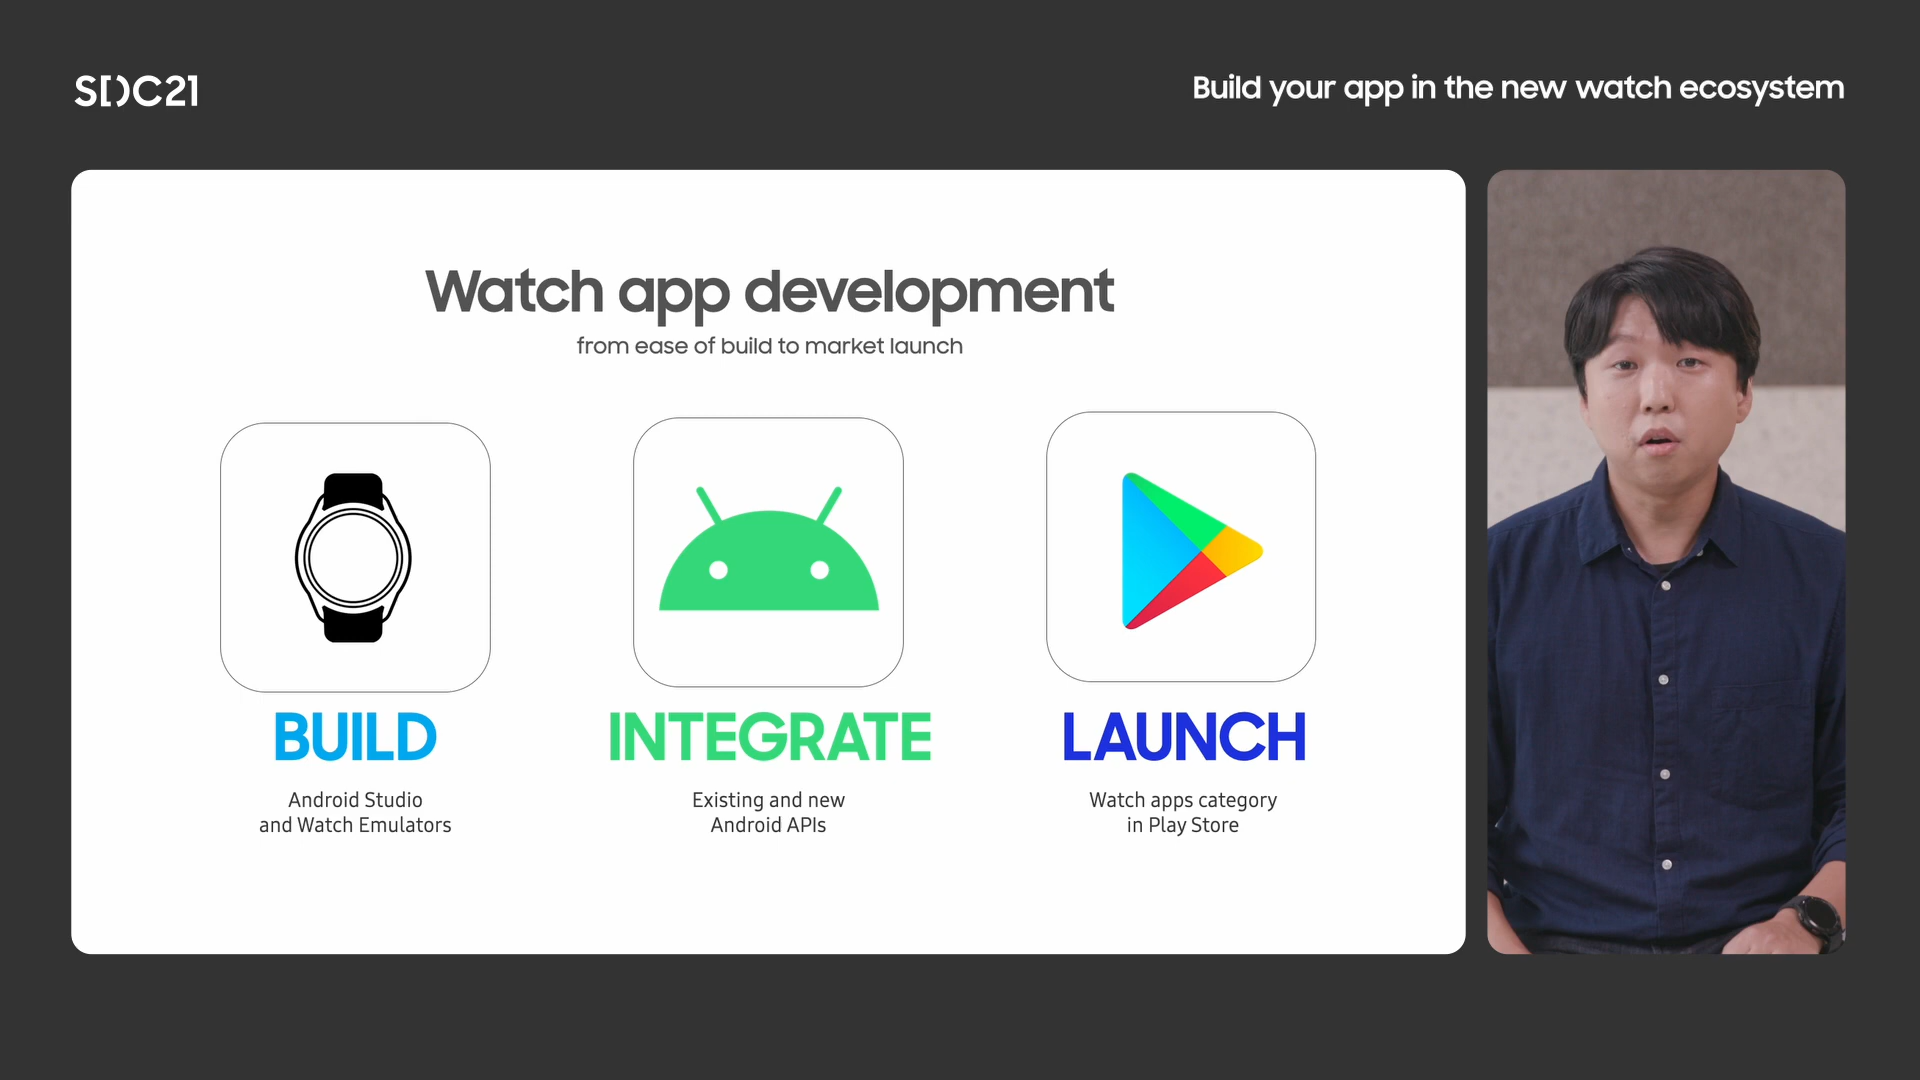 SDC21
Build your app in the new watch ecosystem
Watch app development
from ease of build to market launch
BUILD
Android Studio
and Watch Emulators
INTEGRATE
Existing and new
Android APIs
LAUNCH
Watch apps category
in Play Store